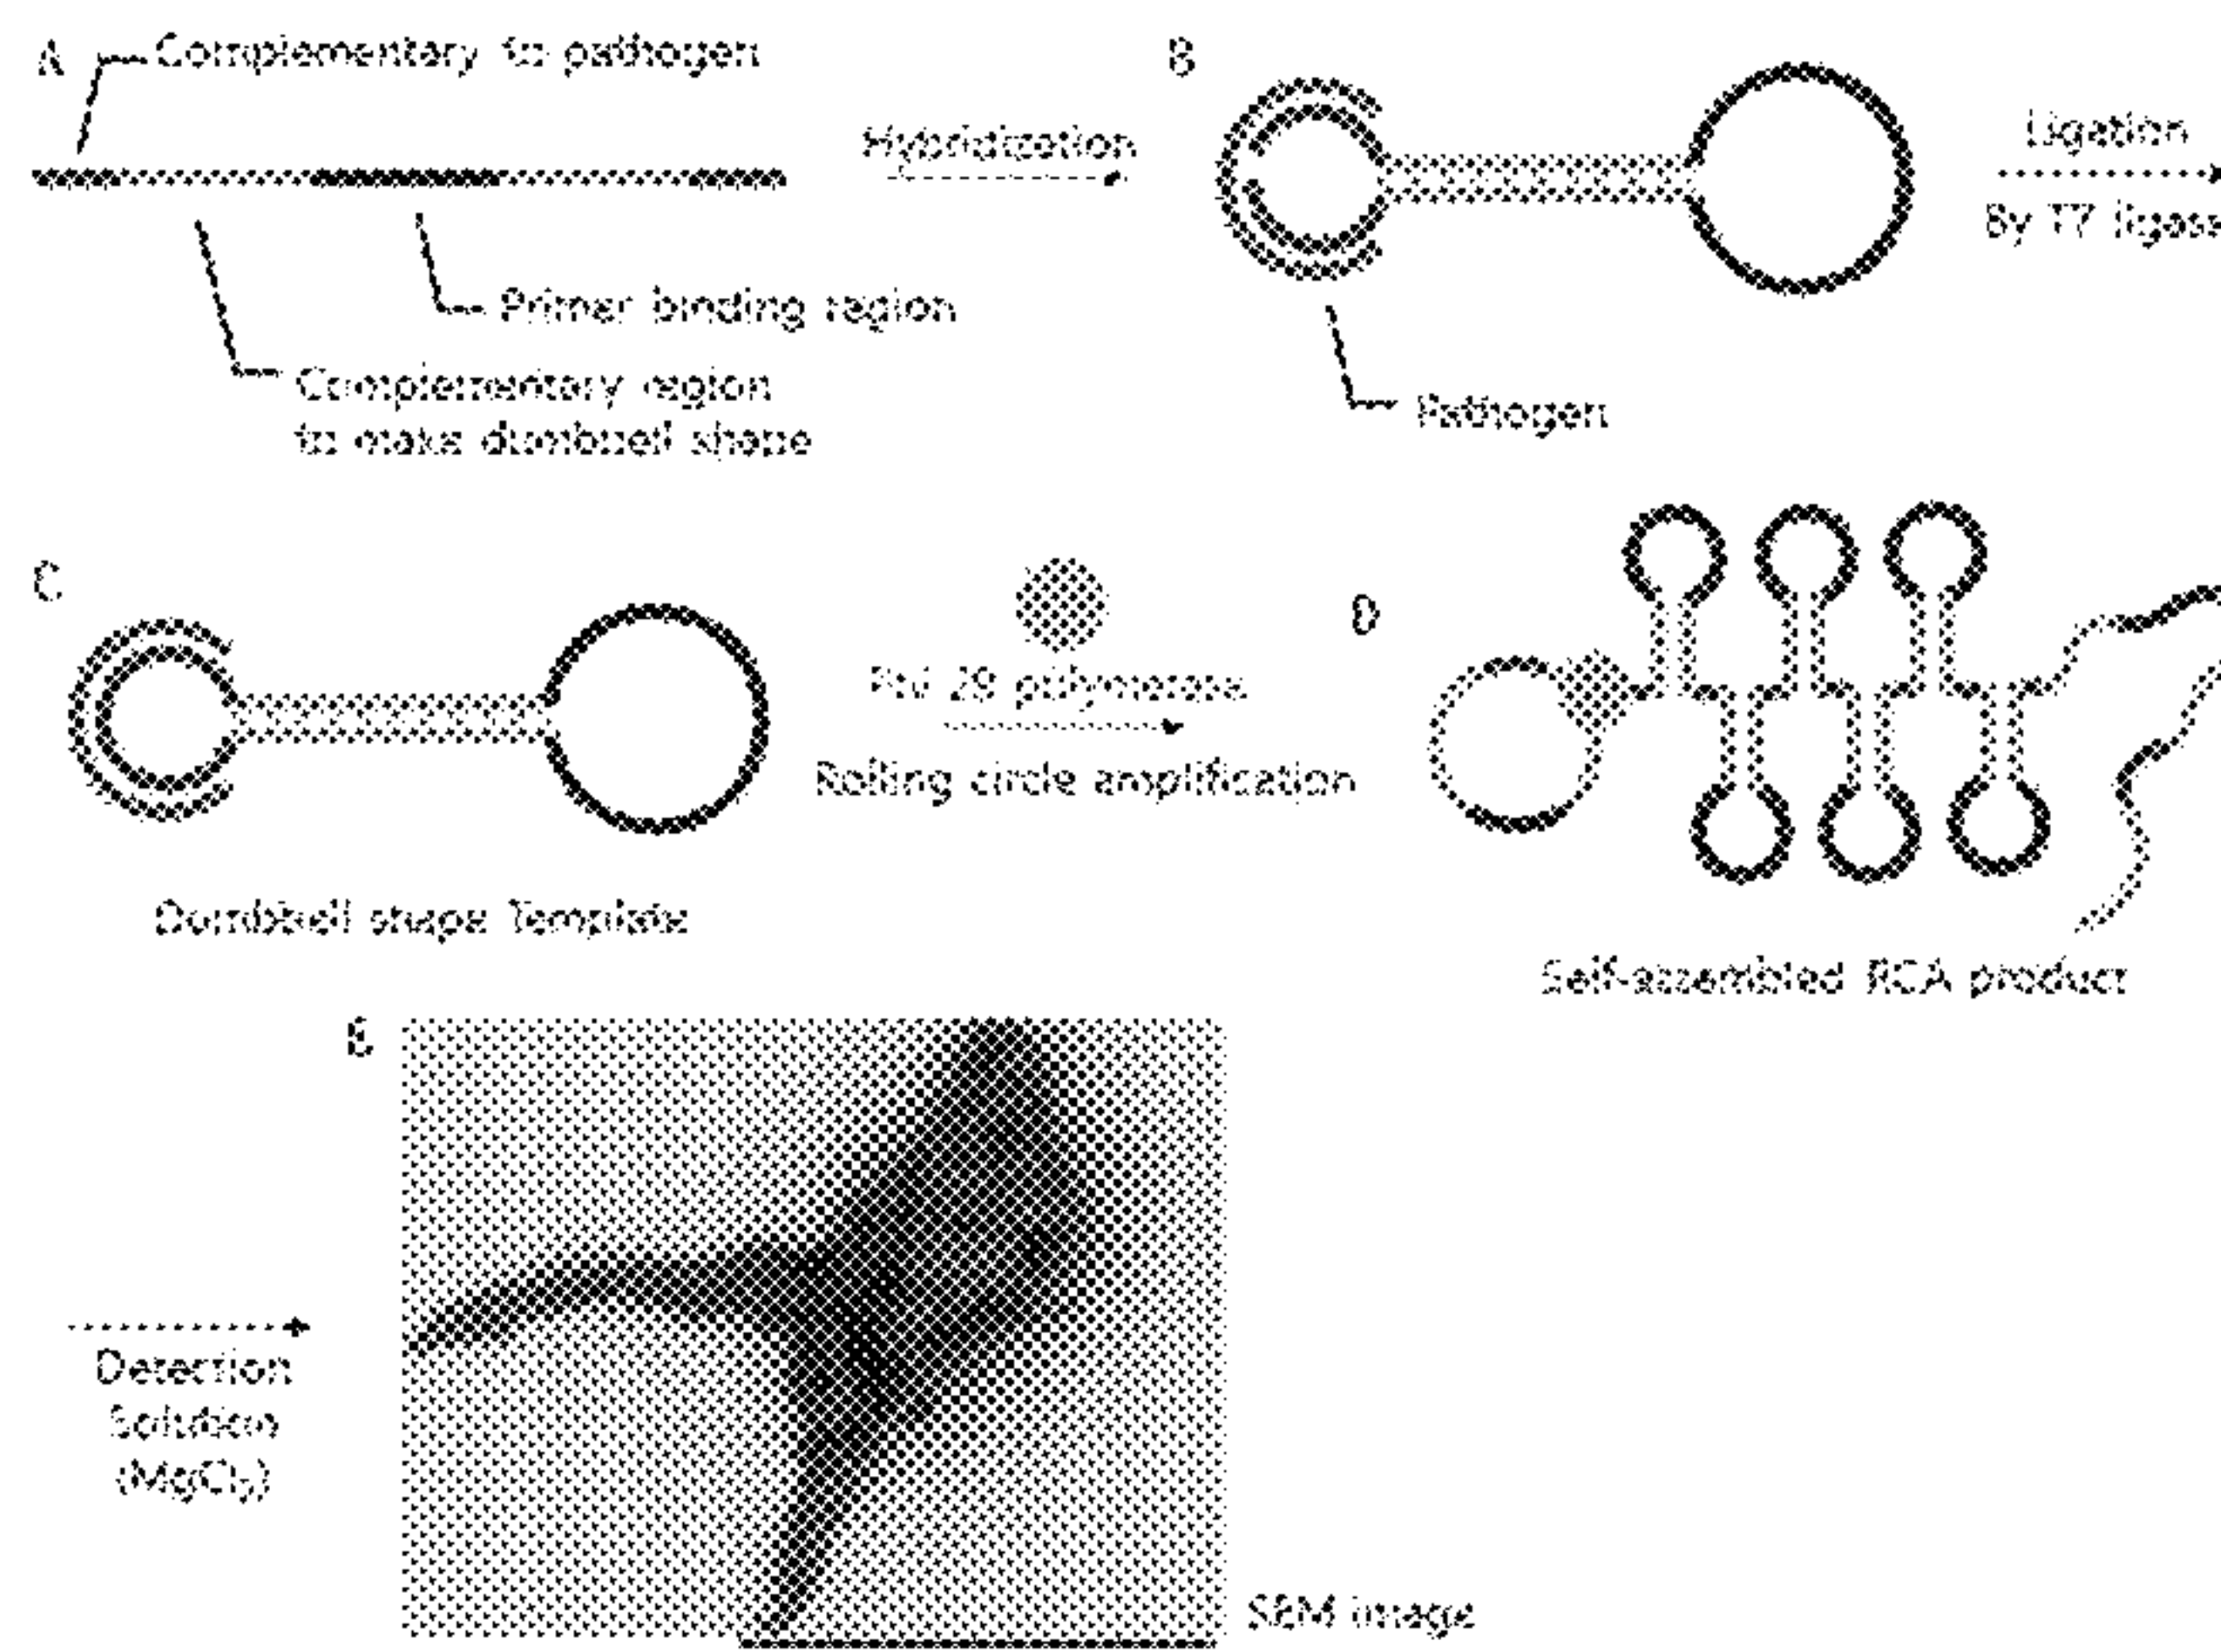 A
Complementary to pathogen
Primer binding region
Complementary region
to make dumbbell shape
Hybridization
B
Pathogen
Ligation
By T7 ligase
C
Dumbbell shape Template
Phi 29 polymerase
Rolling circle amplification
D
Self-assembled RCA product
Detection
Solution
(MgCl₂)
E
SEM image